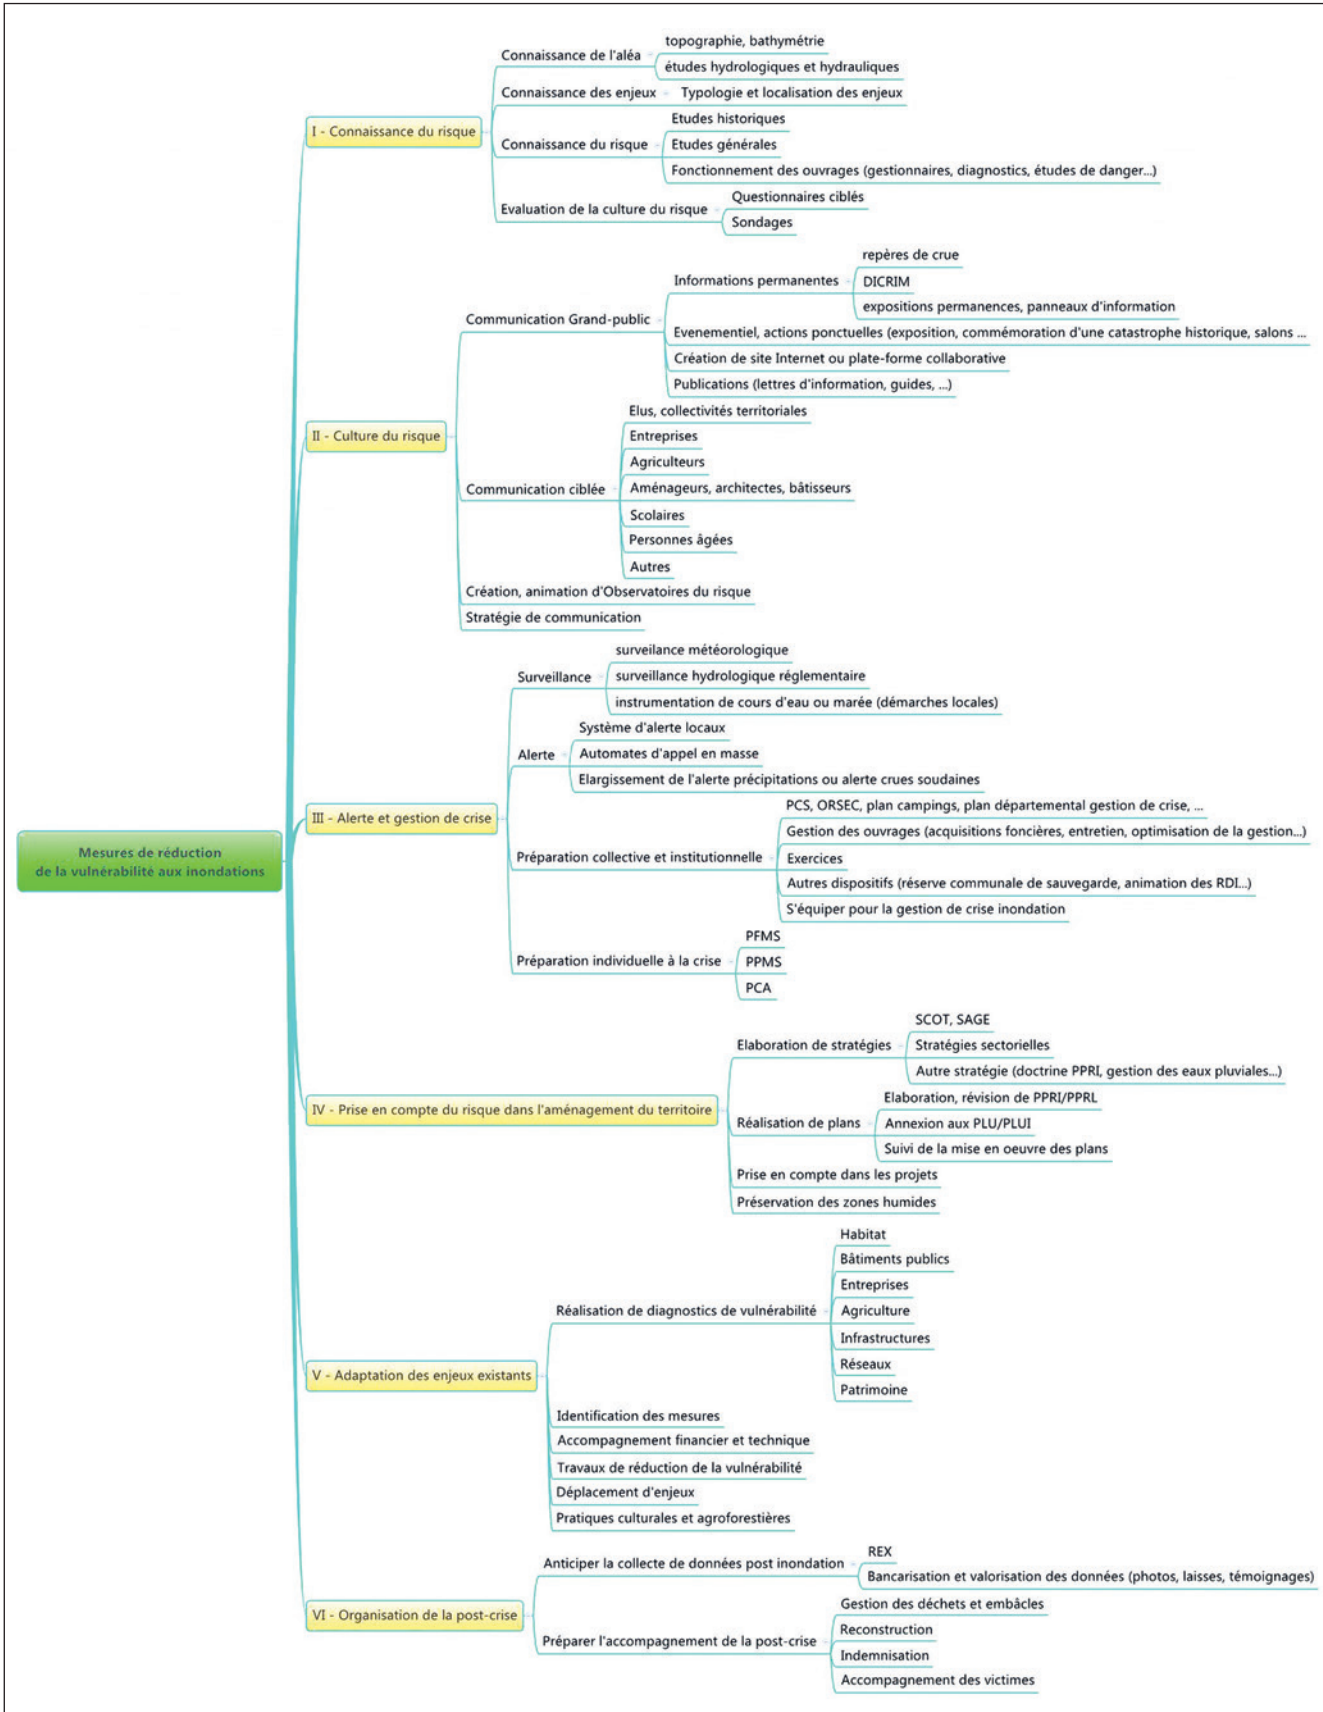 Mesures de réduction
de la vulnérabilité aux inondations
I - Connaissance du risque
Connaissance de l'aléa
topographie, bathymétrie
études hydrologiques et hydrauliques
Connaissance des enjeux
Typologie et localisation des enjeux
Connaissance du risque
Etudes historiques
Etudes générales
Fonctionnement des ouvrages (gestionnaires, diagnostics, études de danger...)
Evaluation de la culture du risque
Questionnaires ciblés
Sondages
II - Culture du risque
Communication Grand-public
Informations permanentes
repères de crue
DICRIM
expositions permanences, panneaux d'information
Evenementiel, actions ponctuelles (exposition, commémoration d'une catastrophe historique, salons ...
Création de site Internet ou plate-forme collaborative
Publications (lettres d'information, guides, ...)
Communication ciblée
Elus, collectivités territoriales
Entreprises
Agriculteurs
Aménageurs, architectes, bâtisseurs
Scolaires
Personnes âgées
Autres
Création, animation d'Observatoires du risque
Stratégie de communication
III - Alerte et gestion de crise
Surveillance
surveilance météorologique
surveillance hydrologique réglementaire
instrumentation de cours d'eau ou marée (démarches locales)
Alerte
Système d'alerte locaux
Automates d'appel en masse
Elargissement de l'alerte précipitations ou alerte crues soudaines
Préparation collective et institutionnelle
PCS, ORSEC, plan campings, plan départemental gestion de crise, ...
Gestion des ouvrages (acquisitions foncières, entretien, optimisation de la gestion...)
Exercices
Autres dispositifs (réserve communale de sauvegarde, animation des RDI...)
S'équiper pour la gestion de crise inondation
Préparation individuelle à la crise
PFMS
PPMS
PCA
IV - Prise en compte du risque dans l'aménagement du territoire
Elaboration de stratégies
SCOT, SAGE
Stratégies sectorielles
Autre stratégie (doctrine PPRI, gestion des eaux pluviales...)
Réalisation de plans
Elaboration, révision de PPRI/PPRL
Annexion aux PLU/PLUI
Suivi de la mise en oeuvre des plans
Prise en compte dans les projets
Préservation des zones humides
V - Adaptation des enjeux existants
Réalisation de diagnostics de vulnérabilité
Habitat
Bâtiments publics
Entreprises
Agriculture
Infrastructures
Réseaux
Patrimoine
Identification des mesures
Accompagnement financier et technique
Travaux de réduction de la vulnérabilité
Déplacement d'enjeux
Pratiques culturales et agroforestières
VI - Organisation de la post-crise
Anticiper la collecte de données post inondation
REX
Bancarisation et valorisation des données (photos, laisses, témoignages)
Préparer l'accompagnement de la post-crise
Gestion des déchets et embâcles
Reconstruction
Indemnisation
Accompagnement des victimes